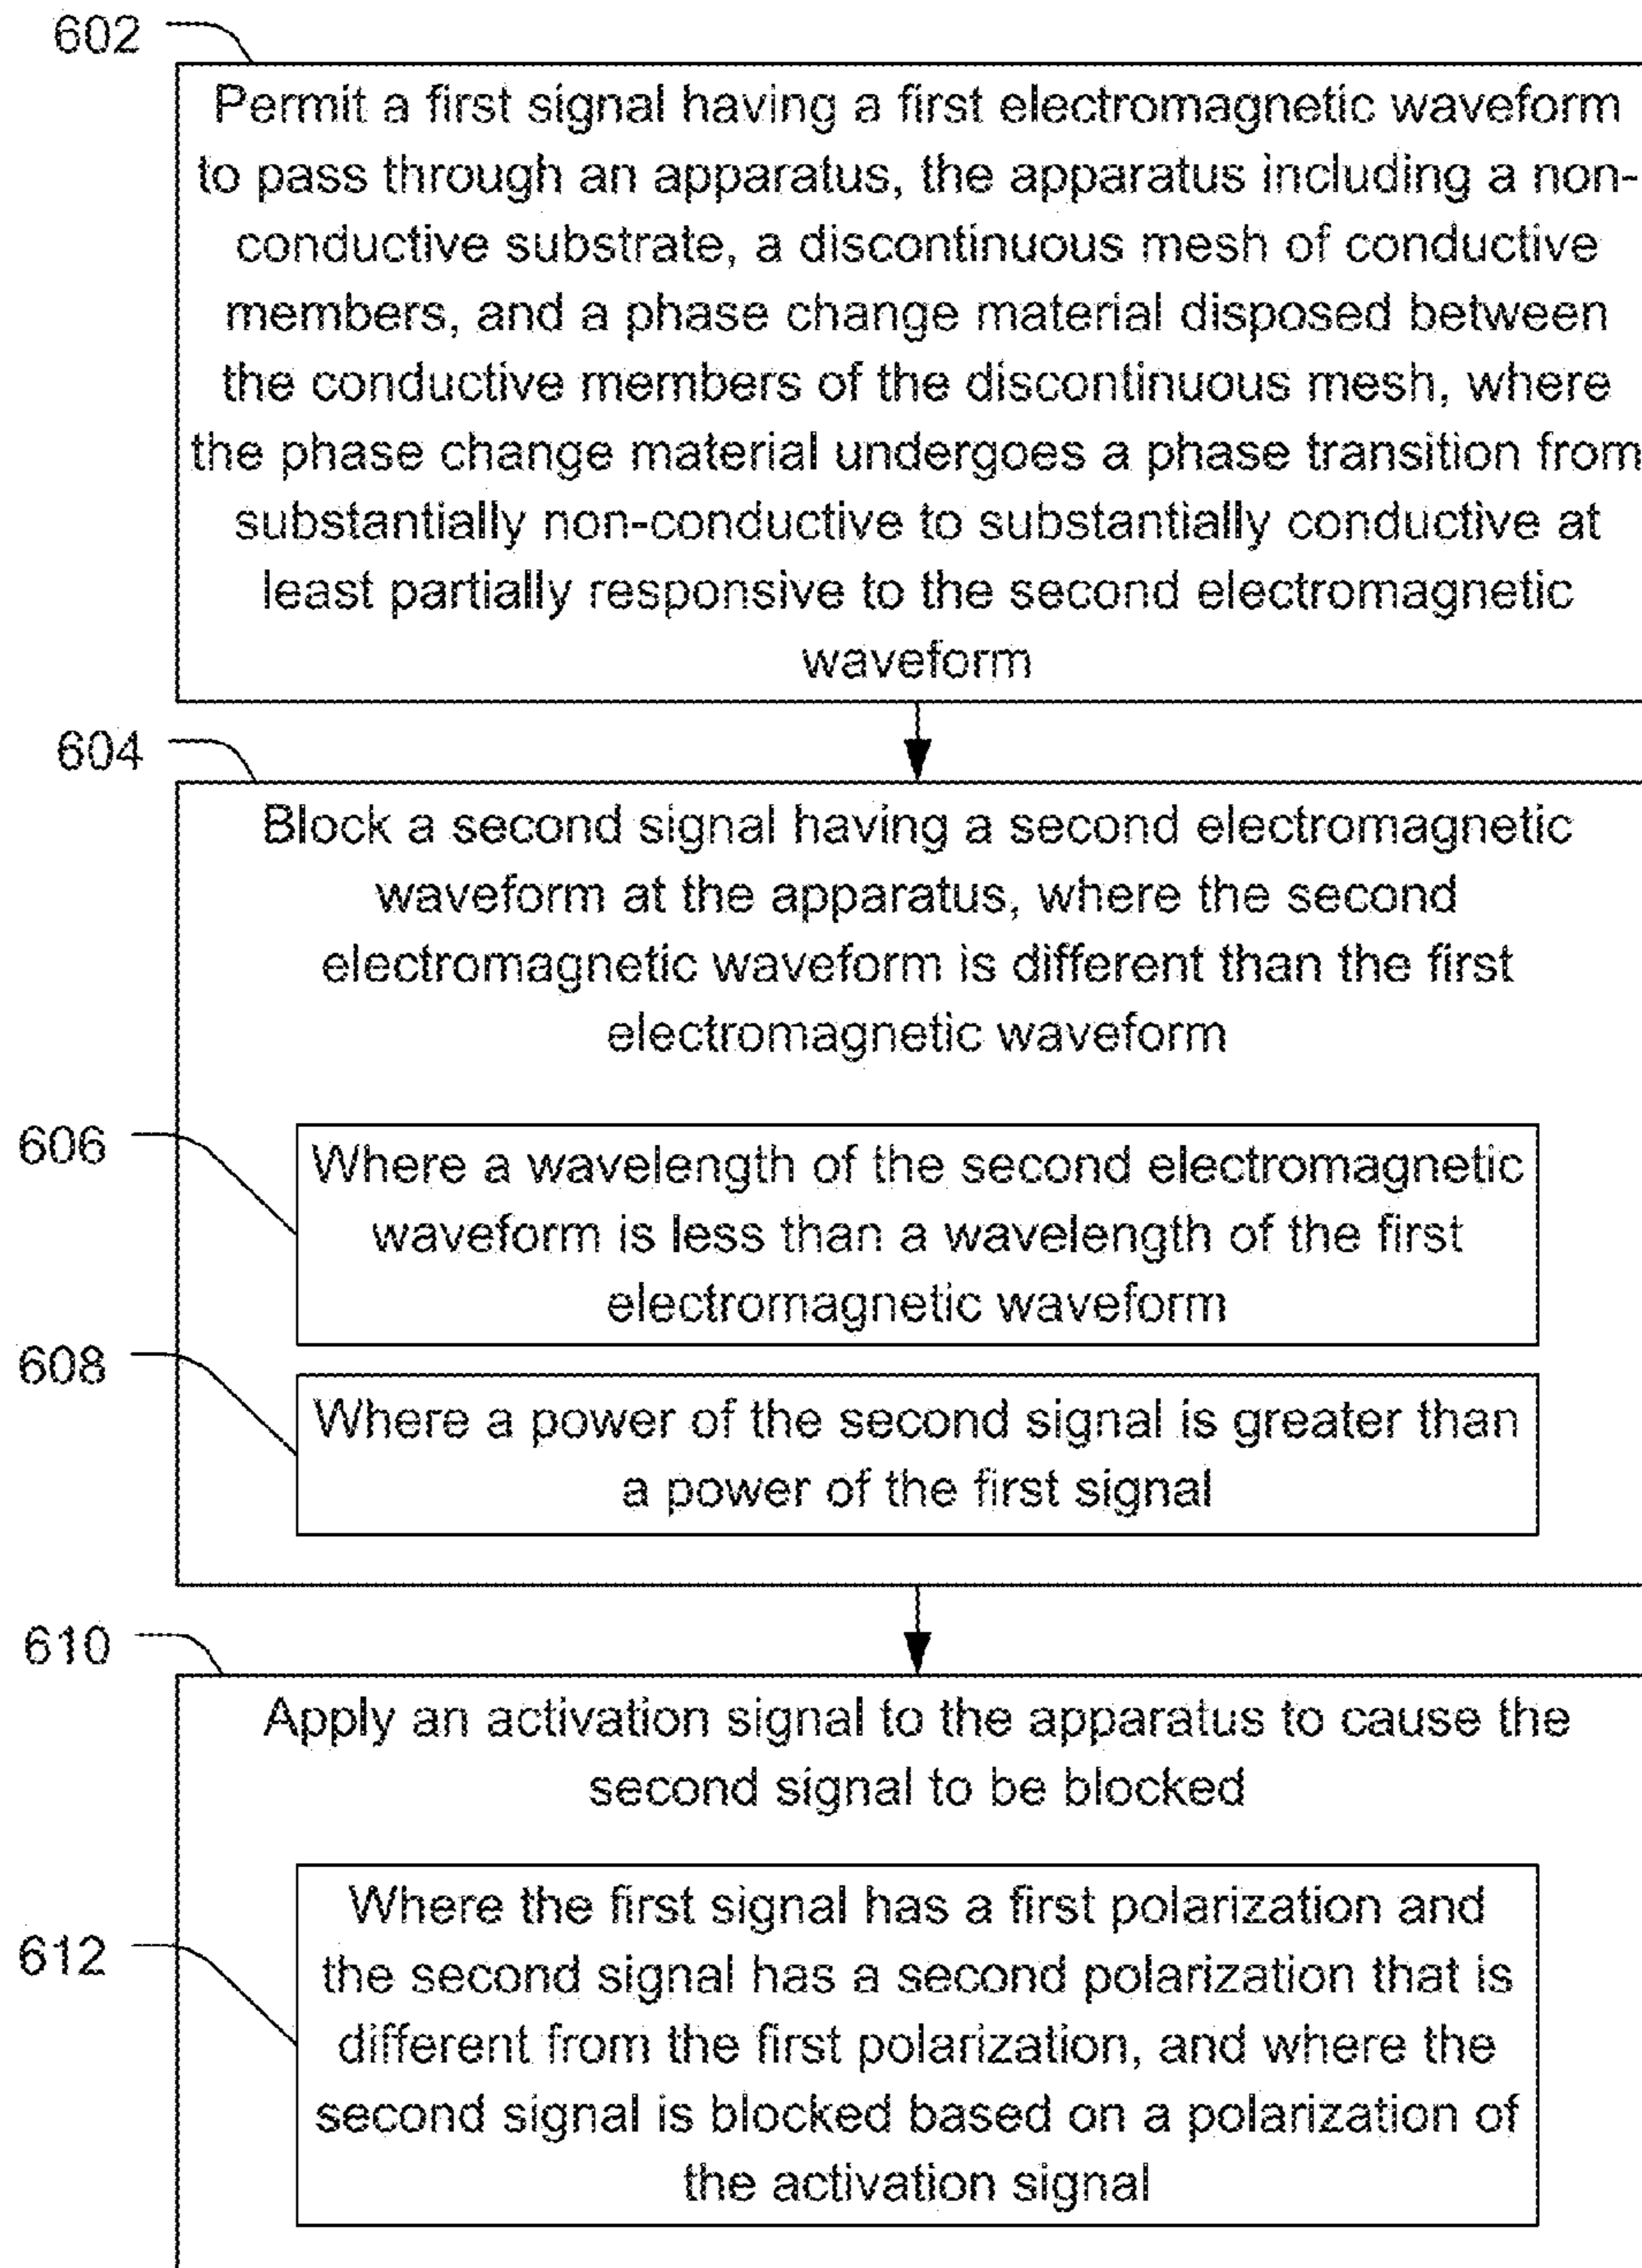 602
Permit a first signal having a first electromagnetic waveform
to pass through an apparatus, the apparatus including a non-
conductive substrate, a discontinuous mesh of conductive
members, and a phase change material disposed between
the conductive members of the discontinuous mesh, where
the phase change material undergoes a phase transition from
substantially non-conductive to substantially conductive at
least partially responsive to the second electromagnetic
waveform
604
Block a second signal having a second electromagnetic
waveform at the apparatus, where the second
electromagnetic waveform is different than the first
electromagnetic waveform
606
Where a wavelength of the second electromagnetic
waveform is less than a wavelength of the first
electromagnetic waveform
608
Where a power of the second signal is greater than
a power of the first signal
610
Apply an activation signal to the apparatus to cause the
second signal to be blocked
612
Where the first signal has a first polarization and
the second signal has a second polarization that is
different from the first polarization, and where the
second signal is blocked based on a polarization of
the activation signal